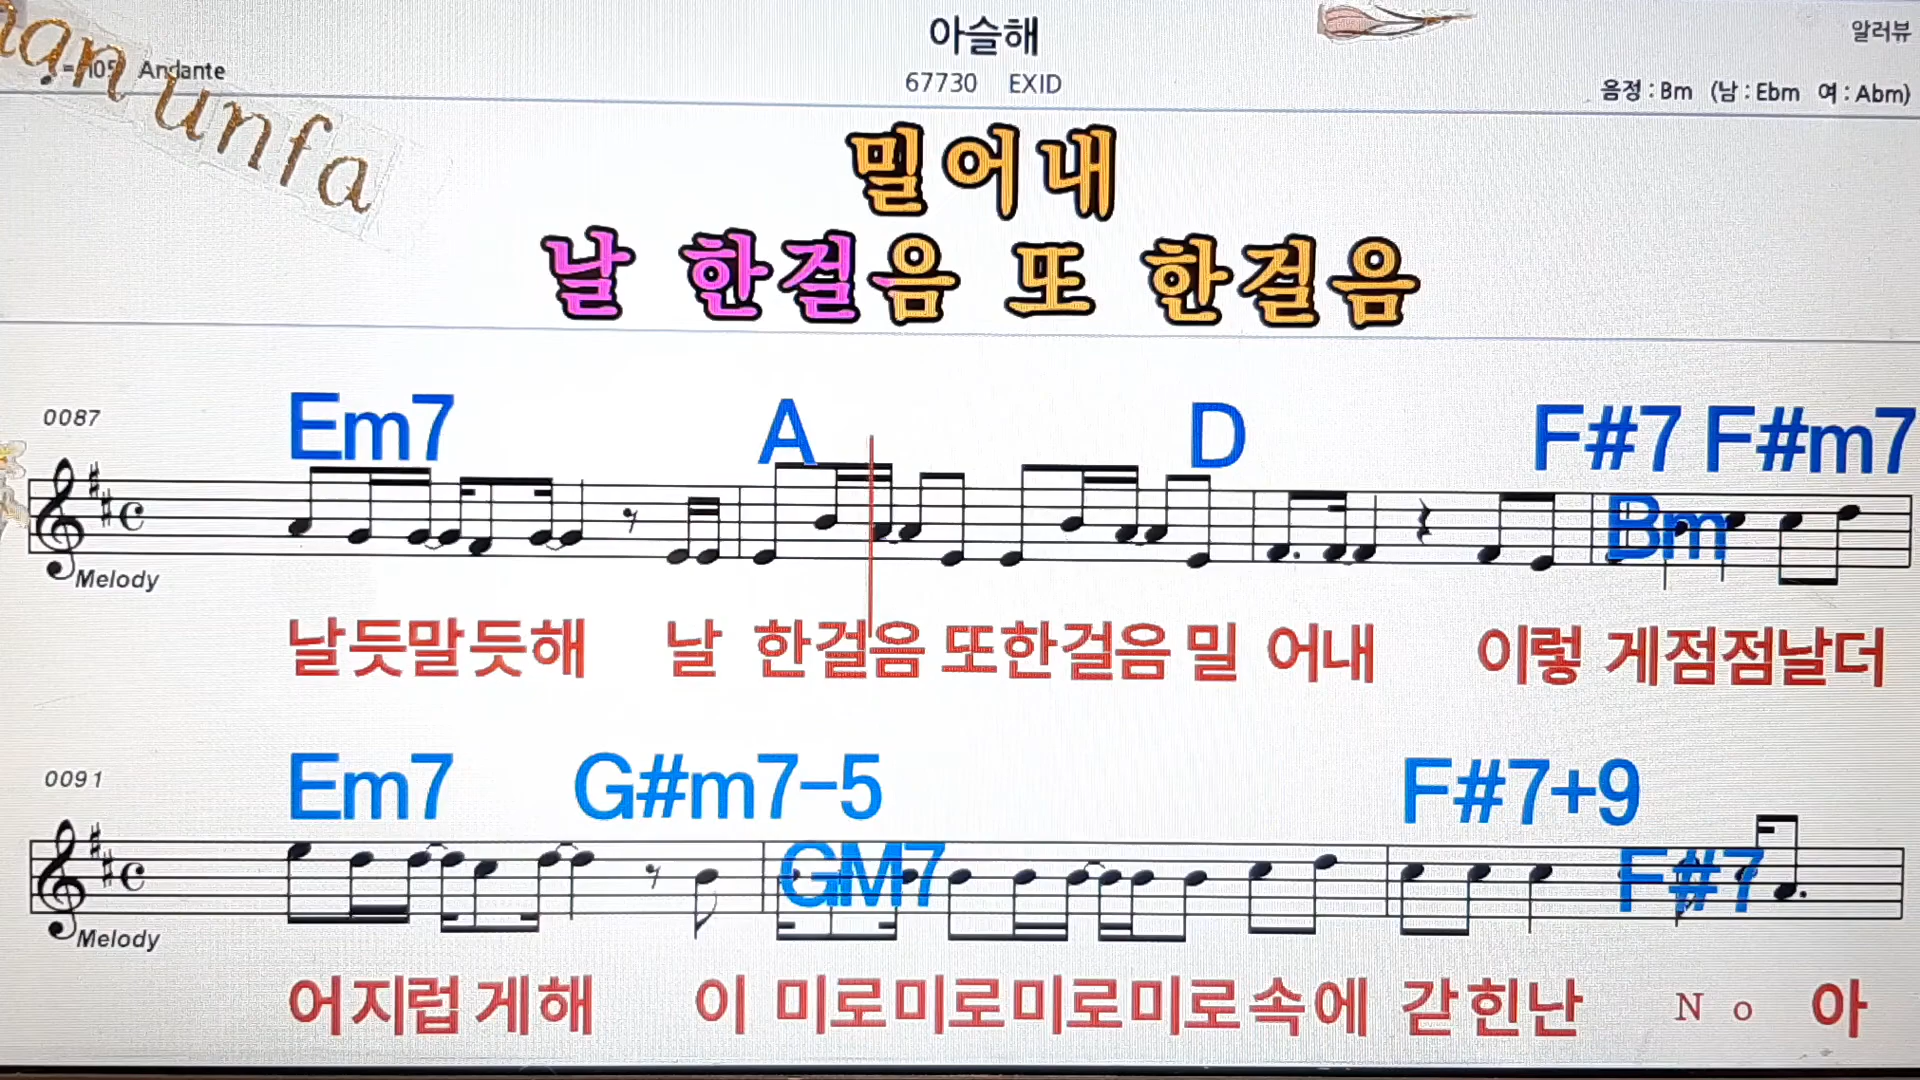 아슬해
알러뷰
Andante
67730 EXID
음정 : Bm (남 : Ebm 여 : Abm)
unfa
밀어내
날 한걸음 또 한걸음
0087
Em7 A D F#7 F#m7
Bm
Melody
날듯말듯해 날 한걸음 또한걸음 밀 어내 이렇 게점점날더
0091
Em7 G#m7-5 F#7+9
GM7 F#7
Melody
어지럽게해 이 미로미로미로미로속에 갇힌난 No 아